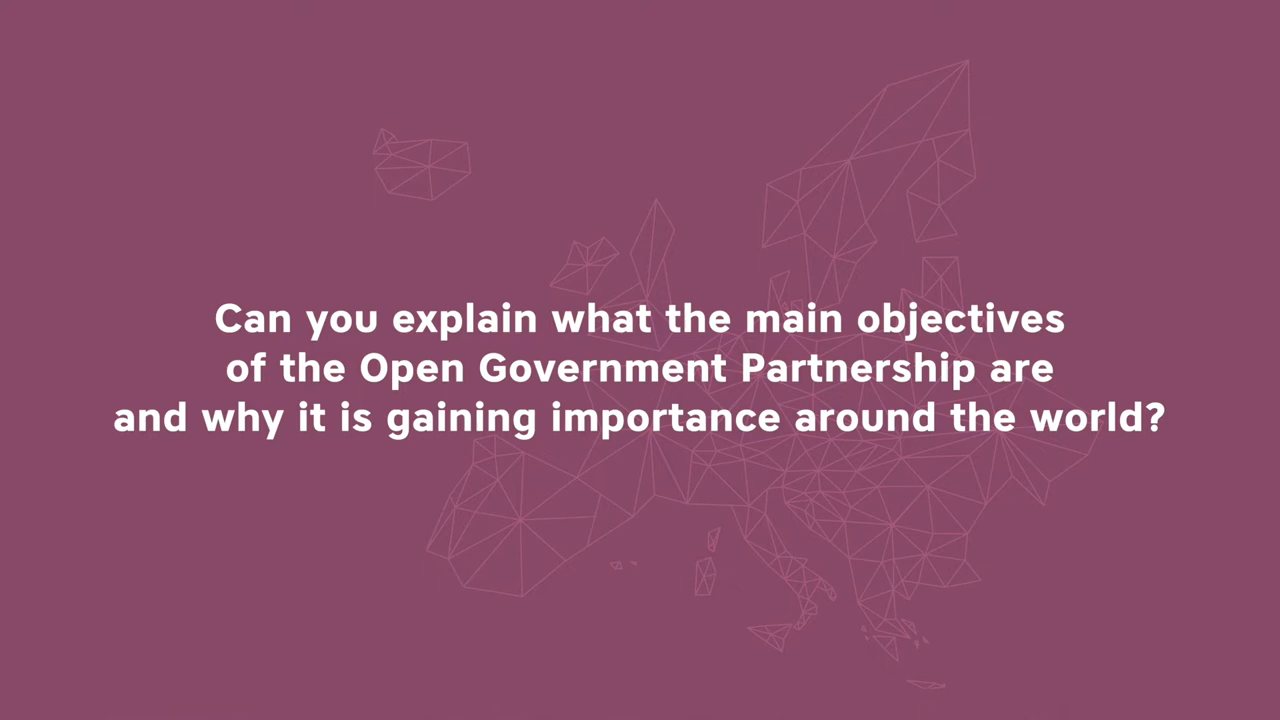 Can you explain what the main objectives
of the Open Government Partnership are
and why it is gaining importance around the world?